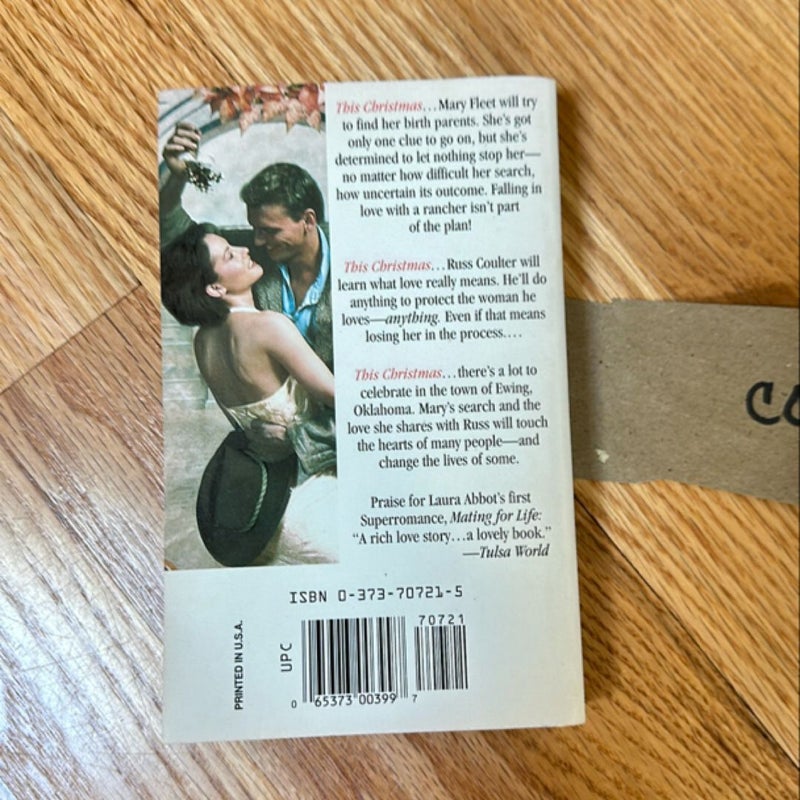 This Christmas...Mary Fleet will try
to find her birth parents. She's got
only one clue to go on, but she's
determined to let nothing stop her—
no matter how difficult her search,
how uncertain its outcome. Falling in
love with a rancher isn't part
of the plan!
This Christmas...Russ Coulter will
learn what love really means. He'll do
anything to protect the woman he
loves—anything. Even if that means
losing her in the process....
This Christmas...there's a lot to
celebrate in the town of Ewing,
Oklahoma. Mary's search and the
love she shares with Russ will touch
the hearts of many people—and
change the lives of some.
Praise for Laura Abbot's first
Superromance, Mating for Life:
"A rich love story...a lovely book."
—Tulsa World
ISBN 0-373-70721-5
PRINTED IN U.S.A.
UPC
70721
0 65373 00399 7